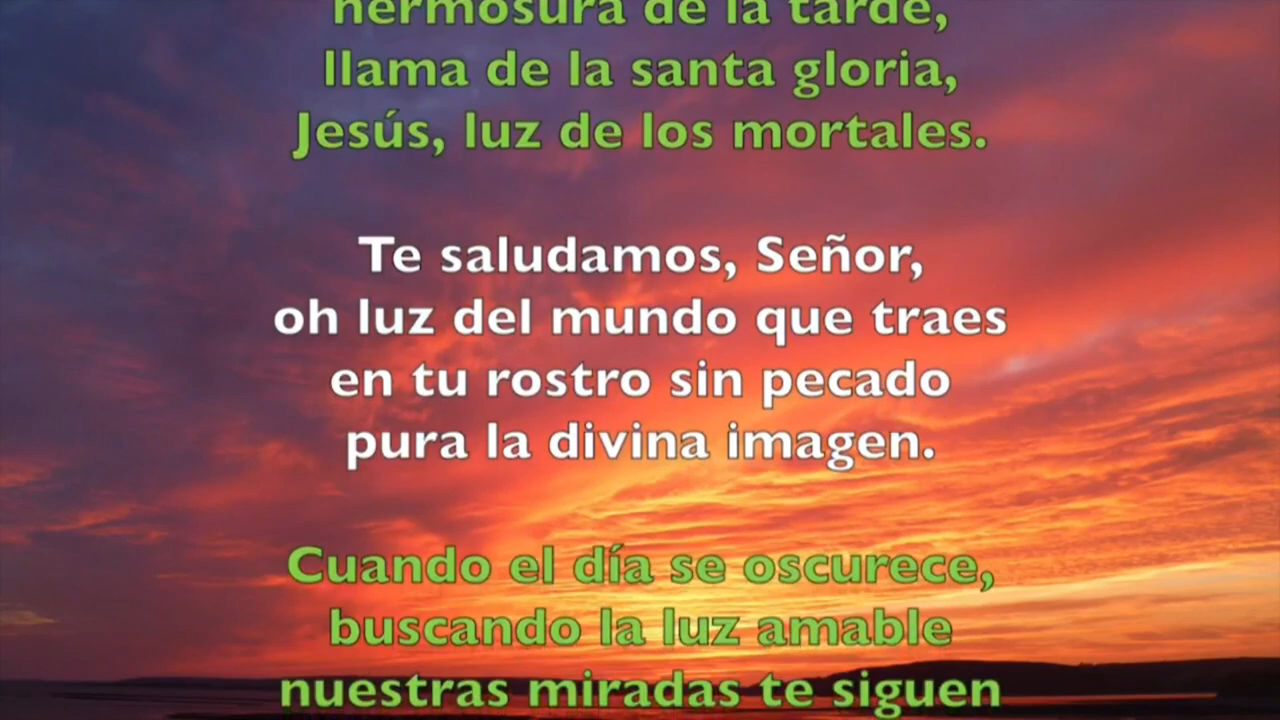 hermosura de la tarde,
llama de la santa gloria,
Jesús, luz de los mortales.
Te saludamos, Señor,
oh luz del mundo que traes
en tu rostro sin pecado
pura la divina imagen.
Cuando el día se oscurece,
buscando la luz amable
nuestras miradas te siguen